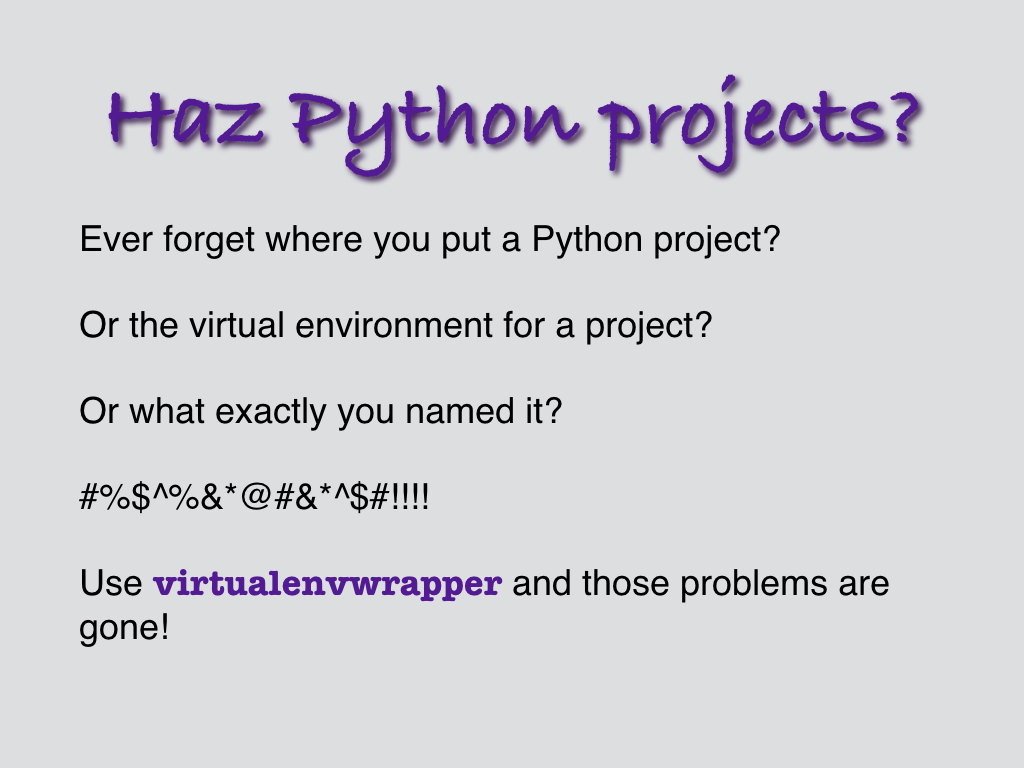 Haz Python projects?
Ever forget where you put a Python project?
Or the virtual environment for a project?
Or what exactly you named it?
#%$^%&*@#&*^$#!!!!
Use virtualenvwrapper and those problems are
gone!